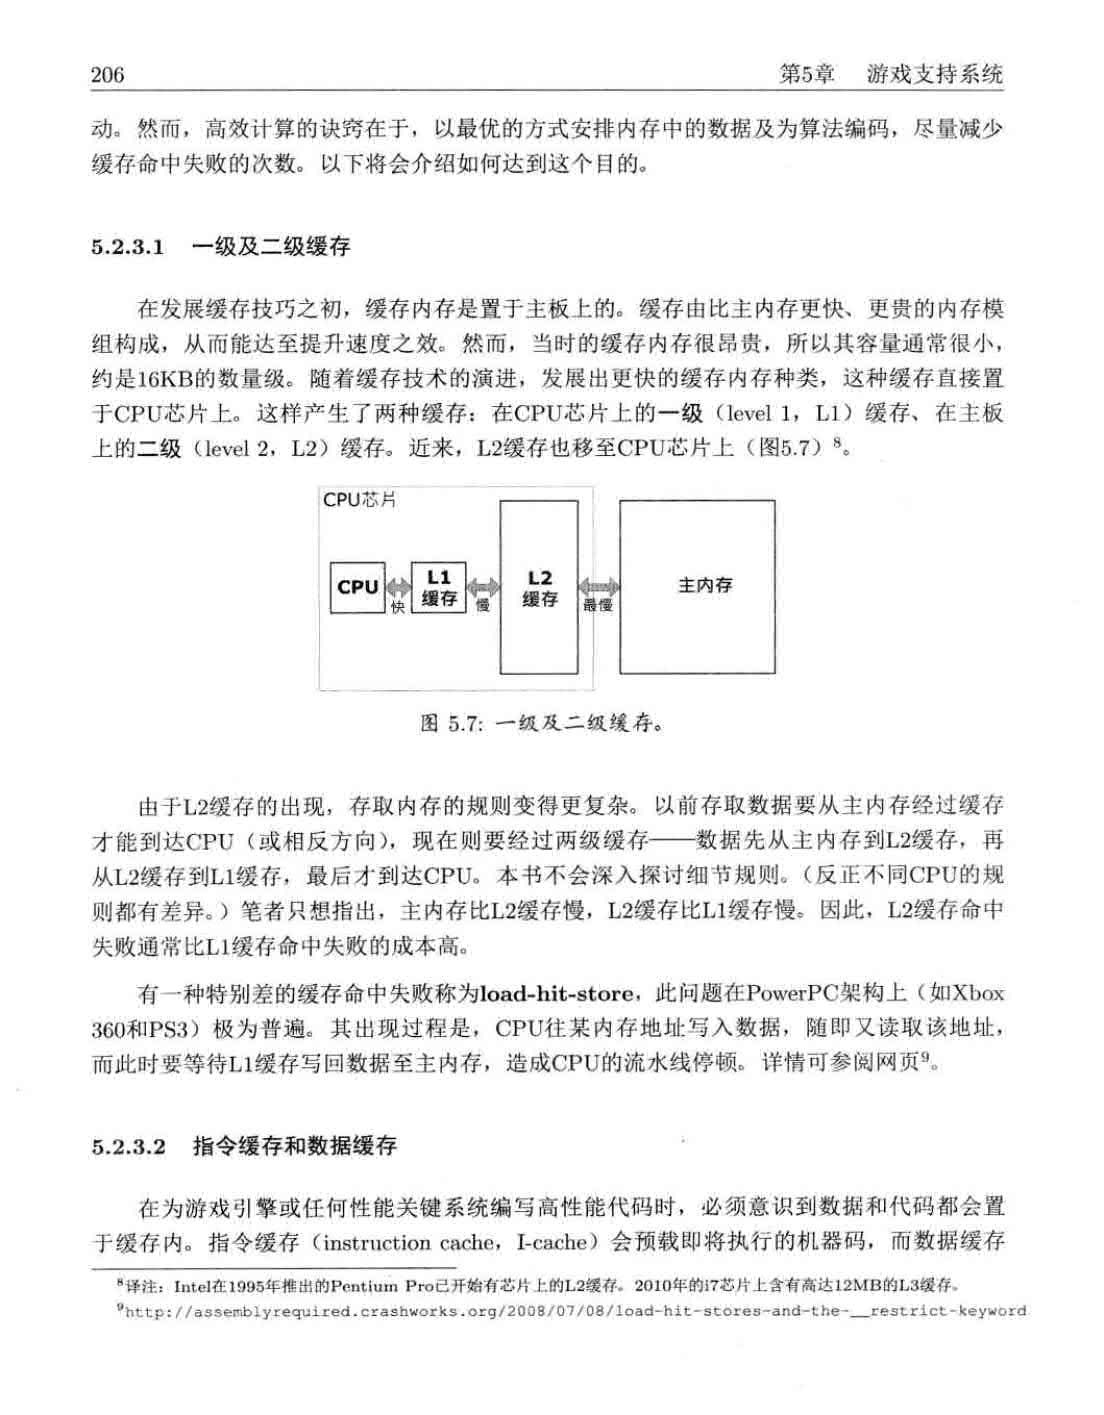 206 第5章 游戏支持系统
动。然而，高效计算的诀窍在于，以最优的方式安排内存中的数据及为算法编码，尽量减少
缓存命中失败的次数。以下将会介绍如何达到这个目的。
5.2.3.1 一级及二级缓存
在发展缓存技巧之初，缓存内存是置于主板上的。缓存由比主内存更快、更贵的内存模
组构成，从而能达至提升速度之效。然而，当时的缓存内存很昂贵，所以其容量通常很小，
约是16KB的数量级。随着缓存技术的演进，发展出更快的缓存内存种类，这种缓存直接置
于CPU芯片上。这样产生了两种缓存：在CPU芯片上的一级（level 1，L1）缓存、在主板
上的二级（level 2，L2）缓存。近来，L2缓存也移至CPU芯片上（图5.7）⁸。
CPU芯片
CPU
快
L1
缓存
慢
L2
缓存
最慢
主内存
图 5.7: 一级及二级缓存。
由于L2缓存的出现，存取内存的规则变得更复杂。以前存取数据要从主内存经过缓存
才能到达CPU（或相反方向），现在则要经过两级缓存——数据先从主内存到L2缓存，再
从L2缓存到L1缓存，最后才到达CPU。本书不会深入探讨细节规则。（反正不同CPU的规
则都有差异。）笔者只想指出，主内存比L2缓存慢，L2缓存比L1缓存慢。因此，L2缓存命中
失败通常比L1缓存命中失败的成本高。
有一种特别差的缓存命中失败称为load-hit-store，此问题在PowerPC架构上（如Xbox
360和PS3）极为普遍。其出现过程是，CPU往某内存地址写入数据，随即又读取该地址，
而此时要等待L1缓存写回数据至主内存，造成CPU的流水线停顿。详情可参阅网页⁹。
5.2.3.2 指令缓存和数据缓存
在为游戏引擎或任何性能关键系统编写高性能代码时，必须意识到数据和代码都会置
于缓存内。指令缓存（instruction cache，I-cache）会预载即将执行的机器码，而数据缓存
⁸译注：Intel在1995年推出的Pentium Pro已开始有芯片上的L2缓存。2010年的i7芯片上含有高达12MB的L3缓存。
⁹http://assemblyrequired.crashworks.org/2008/07/08/load-hit-stores-and-the-__restrict-keyword